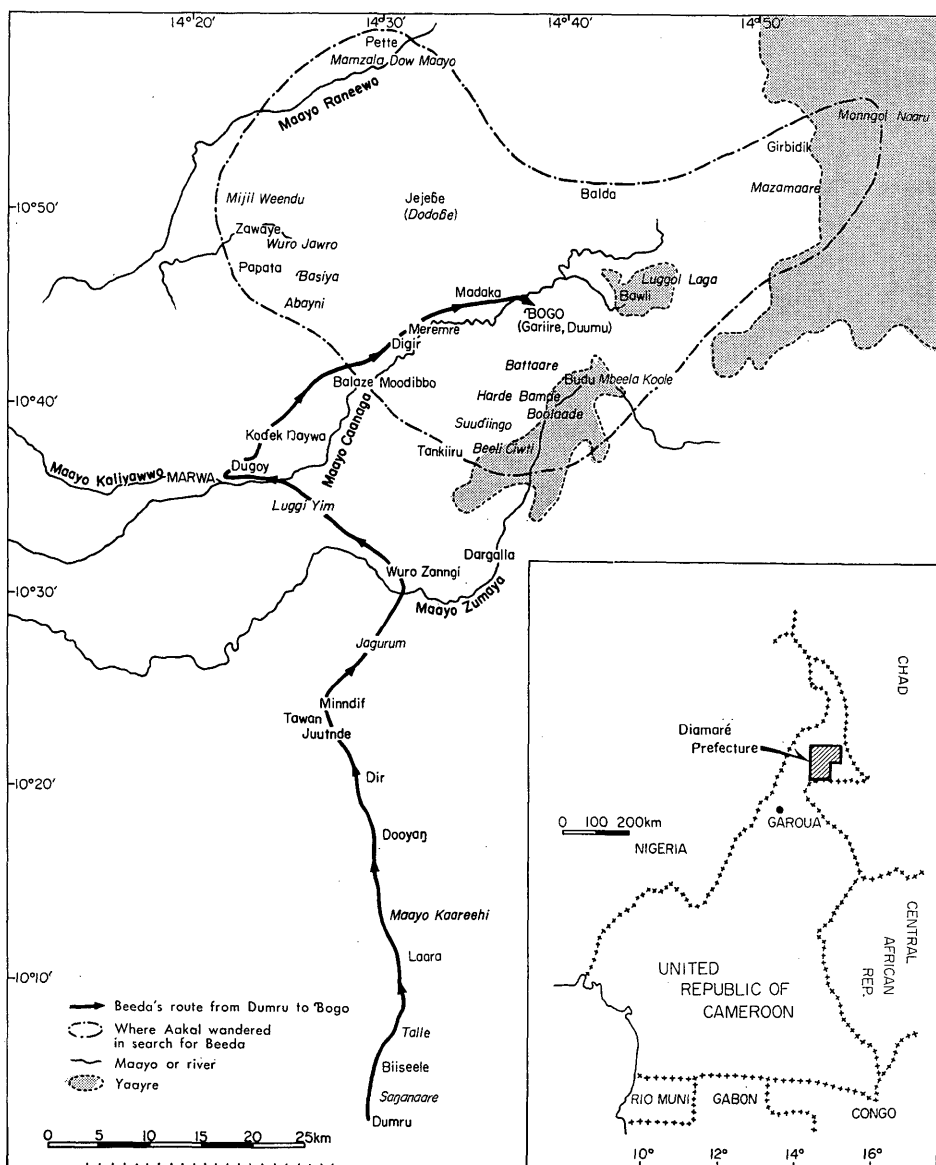 14°20′
14°30′
14°40′
14°50′
Pette
Mamzala Dow Maayo
Maayo Raneewo
Monngol Naaru
Girbidik
Balda
Mazamaare
10°50′
Mijil Weendu
Jejeɓe
(Dodoɓe)
Zawaye
Wuro Jawro
Papata
Ɓasiya
Abayni
Luggol Laga
Bawli
Madaka
ƁOGO
(Gariire, Duumu)
Meremre
Digir
Battaare
Balaze Moodibbo
Budu
Mbeela Koole
10°40′
Harde Bampe
Boolaade
Suuɗiingo
Maayo Caanaga
Koɗek Ŋaywa
Tankiiru
Beeli Ciwti
Dugoy
Maayo Kaliyawwo
MARWA
Luggi Yim
Dargalla
Wuro Zanngi
10°30′
Maayo Zumaya
Jagurum
Minndif
Tawan
Juutnde
10°20′
Dir
Dooyaŋ
Maayo Kaareehi
Laara
10°10′
Talle
Biiseele
Saŋanaare
Dumru
Beeda's route from Dumru to Ɓogo
Where Aakal wandered
in search for Beeda
Maayo or river
Yaayre
0 5 10 15 20 25km
CHAD
Diamaré
Prefecture
GAROUA
0 100 200km
NIGERIA
CENTRAL
AFRICAN
REP.
UNITED
REPUBLIC OF
CAMEROON
RIO MUNI
GABON
CONGO
10°
12°
14°
16°